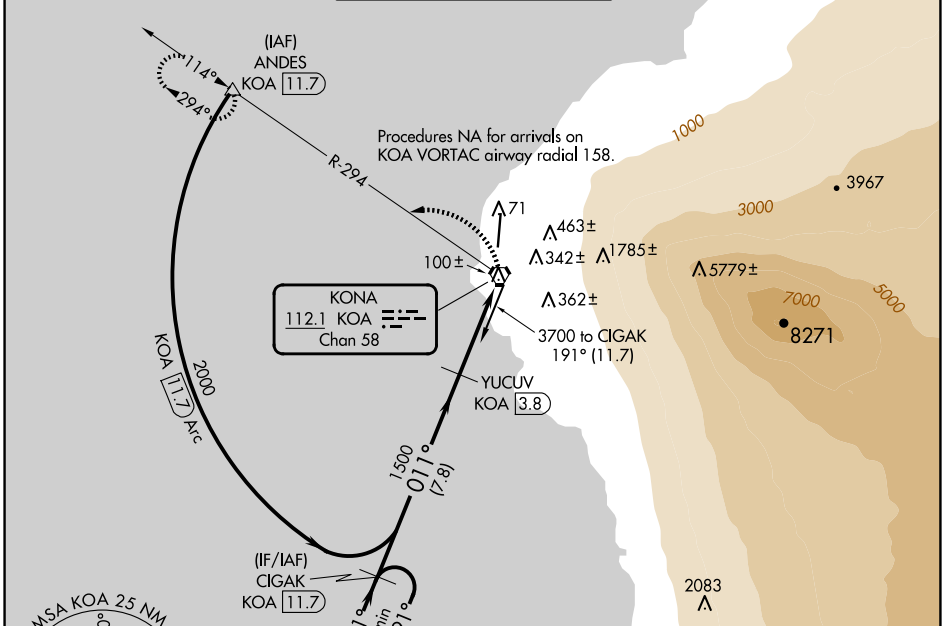 (IAF)
ANDES
KOA 11.7
114°
294°
R-294
Procedures NA for arrivals on
KOA VORTAC airway radial 158.
1000
3967
3000
71
463±
342±
1785±
100±
5779±
5000
7000
8271
362±
KONA
112.1 KOA
Chan 58
3700 to CIGAK
191° (11.7)
YUCUV
KOA 3.8
2000
KOA 11.7 Arc
1500
011°
(7.8)
(IF/IAF)
CIGAK
KOA 11.7
2083
MSA KOA 25 NM
1°
min
91°